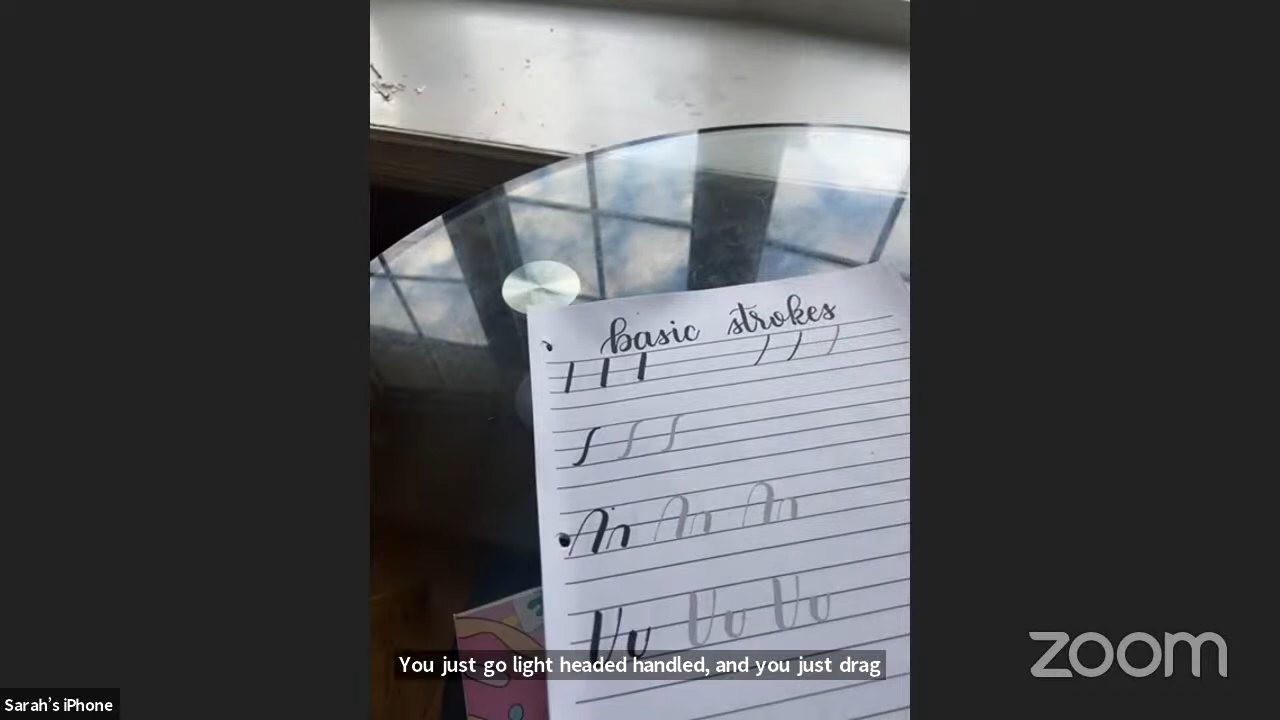 basic strokes
You just go light headed handled, and you just drag
zoom
Sarah's iPhone